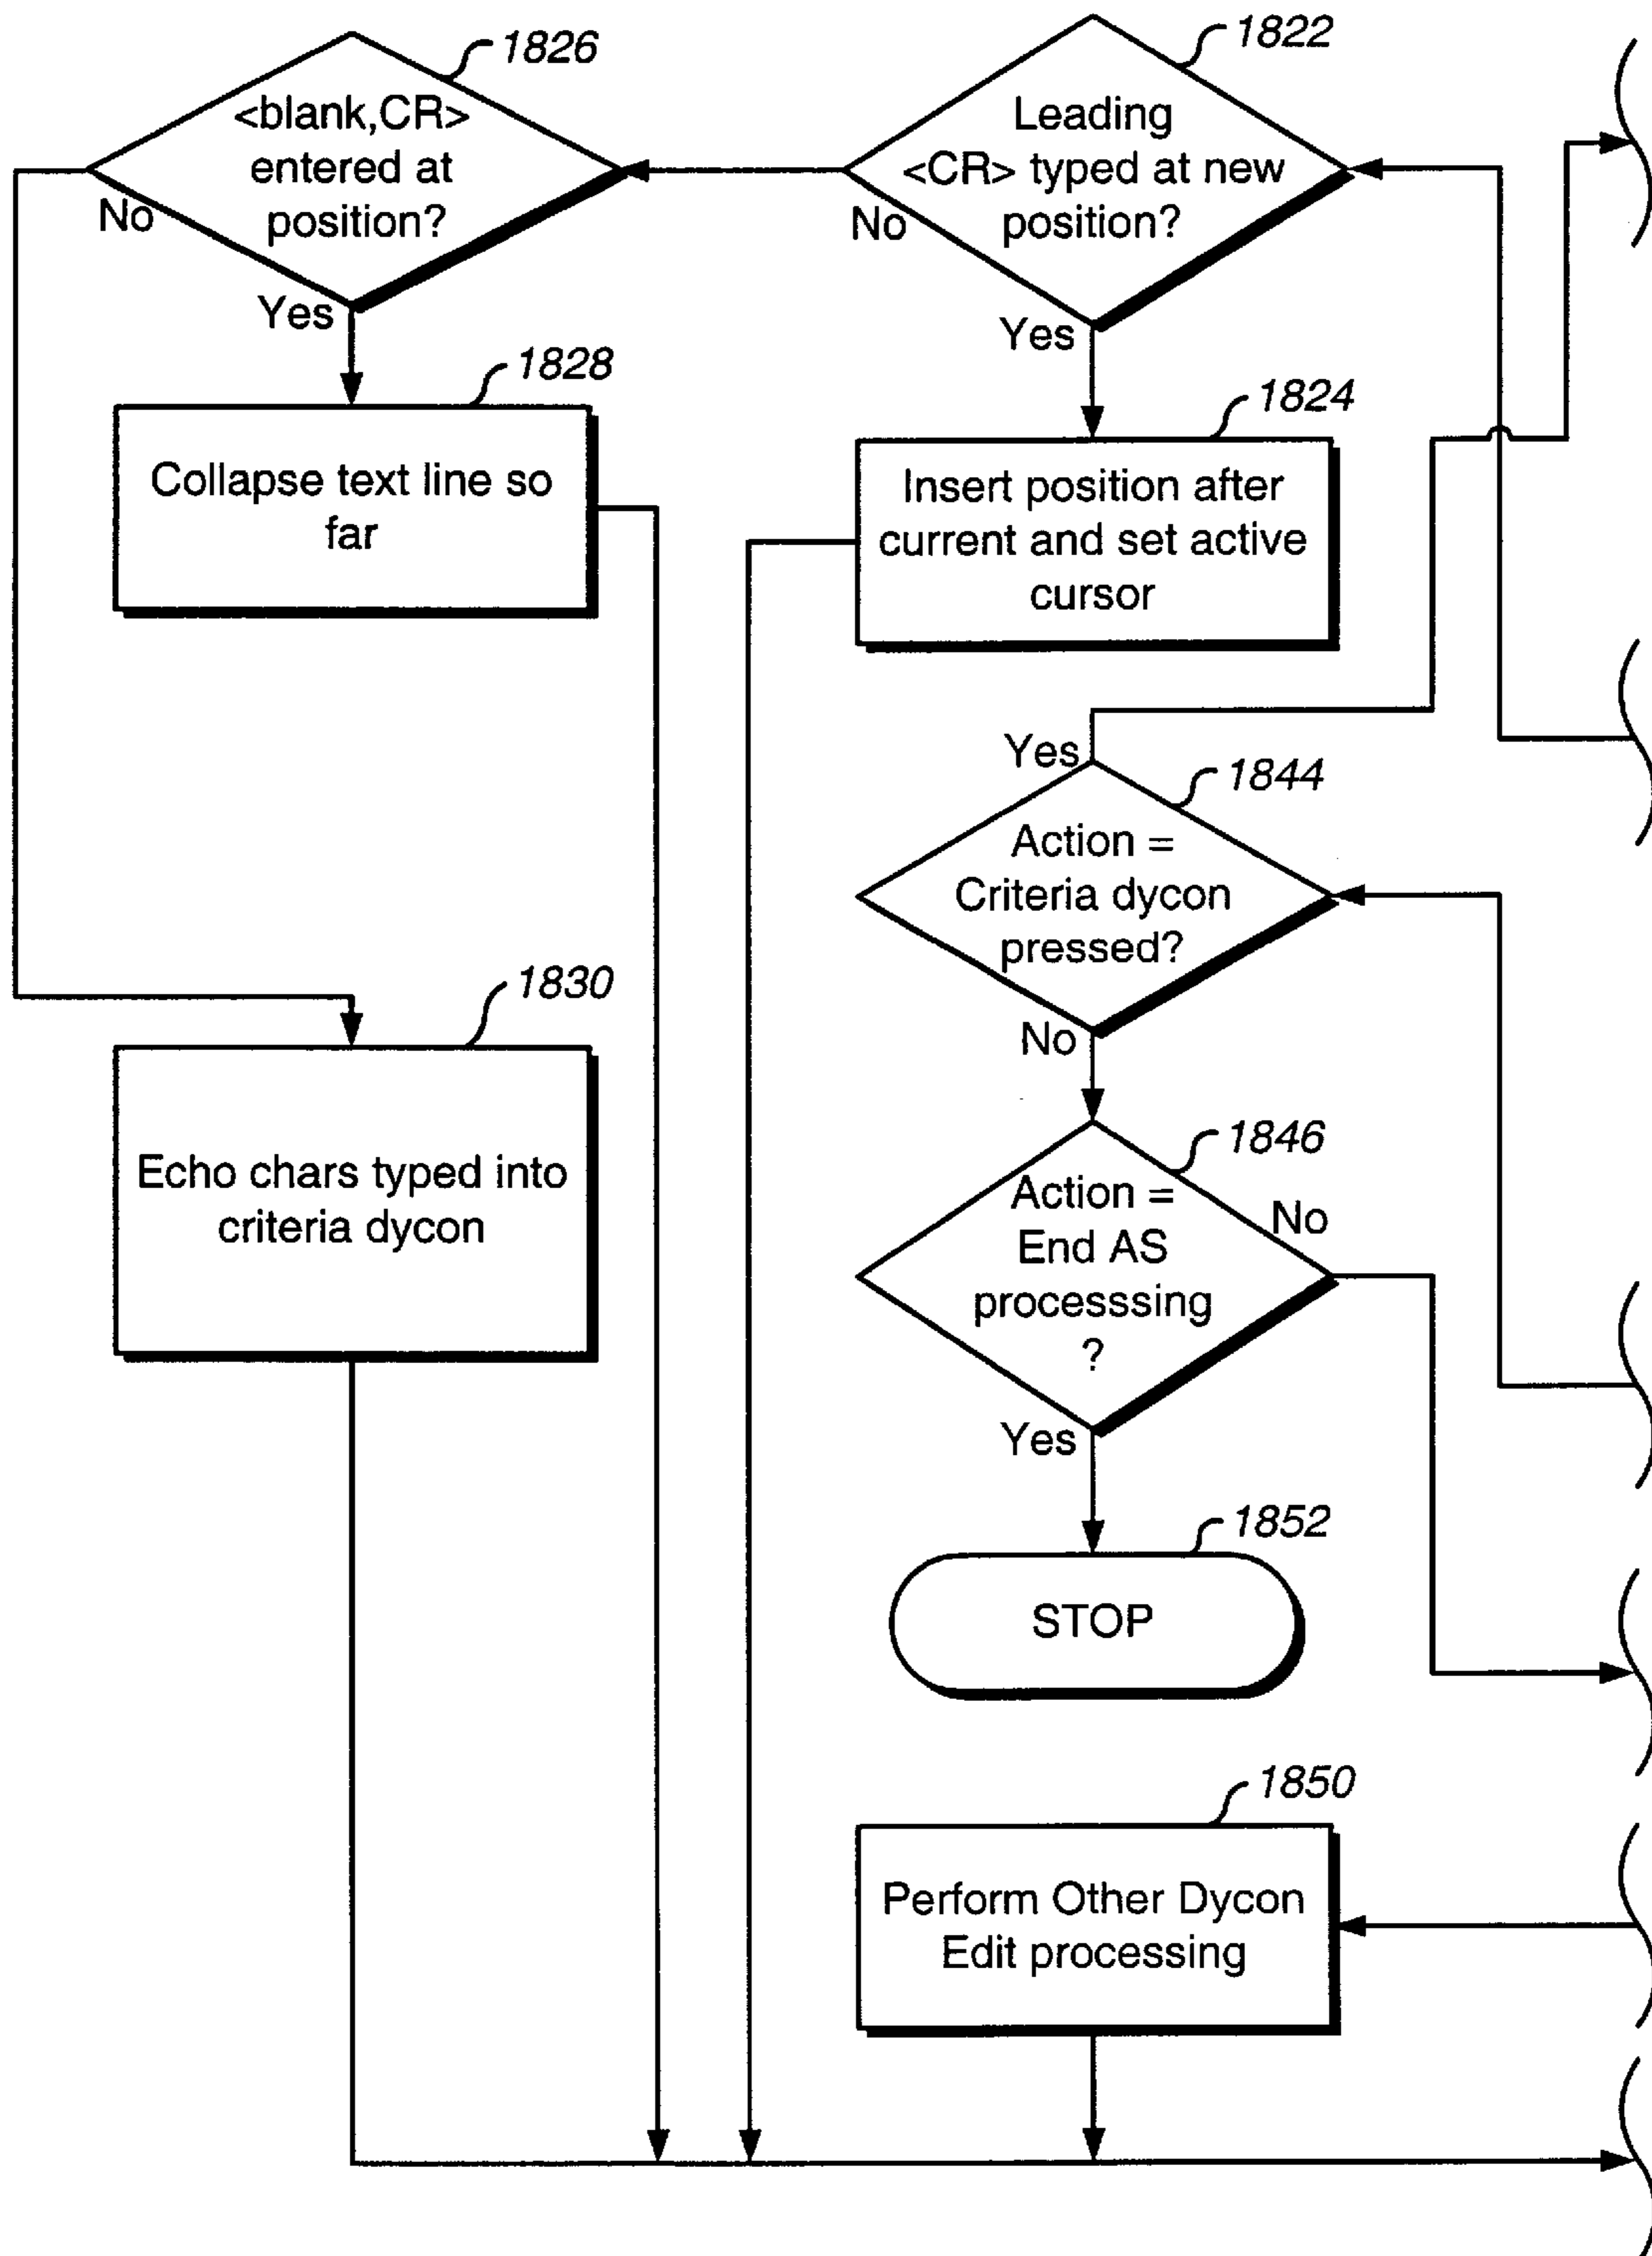 1826
<blank,CR>
entered at
position?
No
Yes
1822
Leading
<CR> typed at new
position?
No
Yes
1828
Collapse text line so
far
1824
Insert position after
current and set active
cursor
Yes
1844
Action =
Criteria dycon
pressed?
No
1830
Echo chars typed into
criteria dycon
1846
Action =
End AS
processsing
?
No
Yes
1852
STOP
1850
Perform Other Dycon
Edit processing